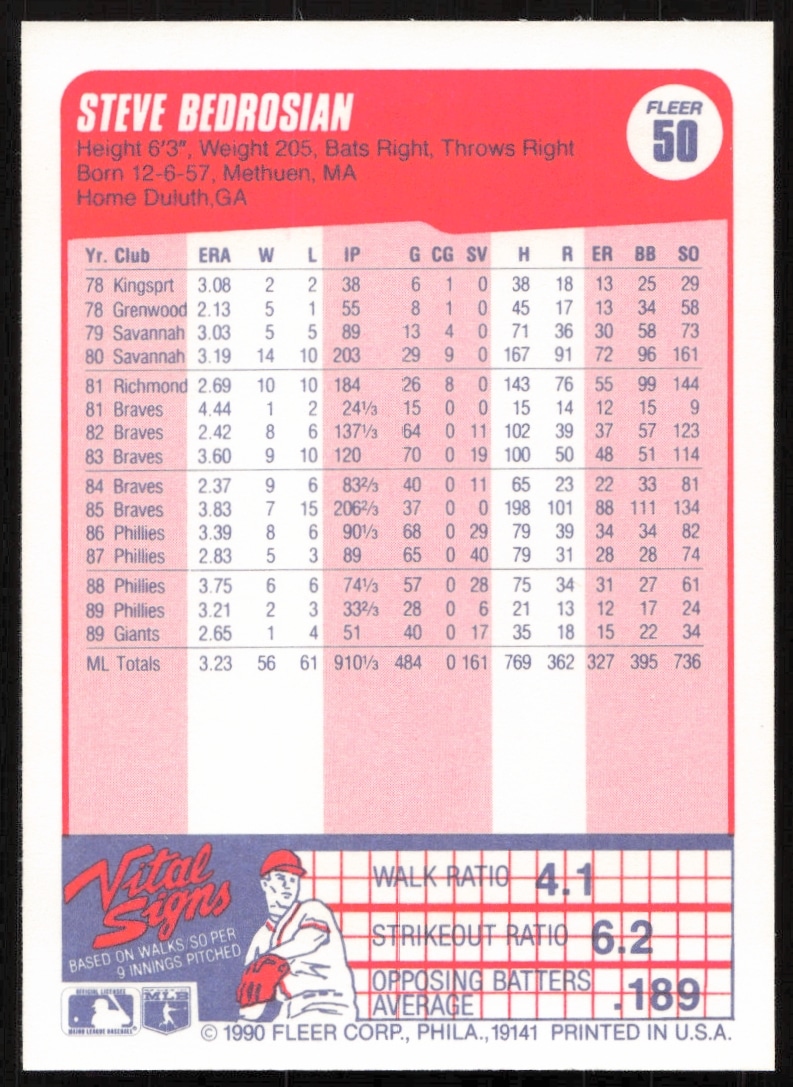 STEVE BEDROSIAN
FLEER
50
Height 6'3", Weight 205, Bats Right, Throws Right
Born 12-6-57, Methuen, MA
Home Duluth,GA
Yr. Club ERA W L IP G CG SV H R ER BB SO
78 Kingsprt 3.08 2 2 38 6 1 0 38 18 13 25 29
78 Grenwood 2.13 5 1 55 8 1 0 45 17 13 34 58
79 Savannah 3.03 5 5 89 13 4 0 71 36 30 58 73
80 Savannah 3.19 14 10 203 29 9 0 167 91 72 96 161
81 Richmond 2.69 10 10 184 26 8 0 143 76 55 99 144
81 Braves 4.44 1 2 24⅓ 15 0 0 15 14 12 15 9
82 Braves 2.42 8 6 137⅓ 64 0 11 102 39 37 57 123
83 Braves 3.60 9 10 120 70 0 19 100 50 48 51 114
84 Braves 2.37 9 6 83⅔ 40 0 11 65 23 22 33 81
85 Braves 3.83 7 15 206⅔ 37 0 0 198 101 88 111 134
86 Phillies 3.39 8 6 90⅓ 68 0 29 79 39 34 34 82
87 Phillies 2.83 5 3 89 65 0 40 79 31 28 28 74
88 Phillies 3.75 6 6 74⅓ 57 0 28 75 34 31 27 61
89 Phillies 3.21 2 3 33⅔ 28 0 6 21 13 12 17 24
89 Giants 2.65 1 4 51 40 0 17 35 18 15 22 34
ML Totals 3.23 56 61 910⅓ 484 0 161 769 362 327 395 736
Vital
Signs
BASED ON WALKS/SO PER
9 INNINGS PITCHED
WALK RATIO 4.1
STRIKEOUT RATIO 6.2
OPPOSING BATTERS
AVERAGE .189
OFFICIAL LICENSEE
MAJOR LEAGUE BASEBALL
MLB
© 1990 FLEER CORP., PHILA.,19141 PRINTED IN U.S.A.